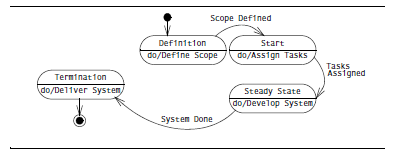 Scope Defined
Definition
do/Define Scope
Start
do/Assign Tasks
Tasks
Assigned
Termination
do/Deliver System
Steady State
do/Develop System
System Done